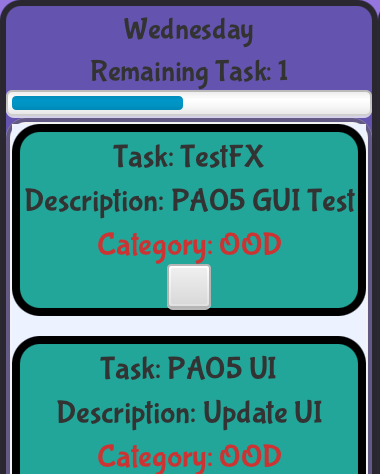 Wednesday
Remaining Task: 1
Task: TestFX
Description: PA05 GUI Test
Category: OOD
Task: PA05 UI
Description: Update UI
Category: OOD